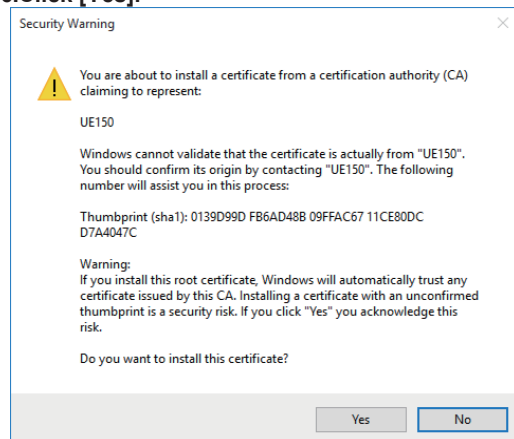 Click [Yes].
Security Warning
You are about to install a certificate from a certification authority (CA)
claiming to represent:
UE150
Windows cannot validate that the certificate is actually from "UE150".
You should confirm its origin by contacting "UE150". The following
number will assist you in this process:
Thumbprint (sha1): 0139D99D FB6AD48B 09FFAC67 11CE80DC
D7A4047C
Warning:
If you install this root certificate, Windows will automatically trust any
certificate issued by this CA. Installing a certificate with an unconfirmed
thumbprint is a security risk. If you click "Yes" you acknowledge this
risk.
Do you want to install this certificate?
Yes
No